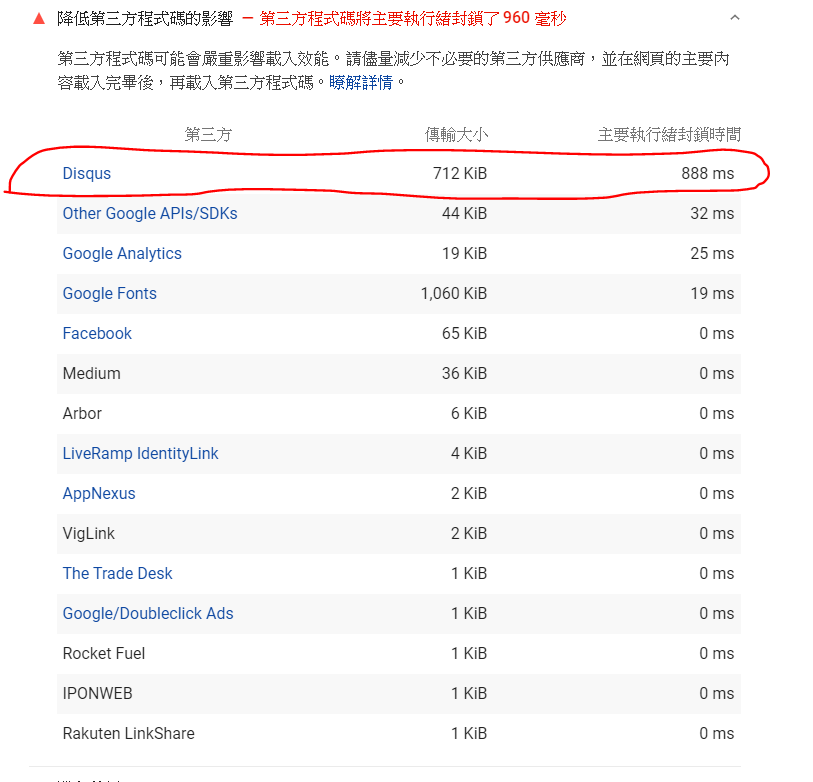 降低第三方程式碼的影響 — 第三方程式碼將主要執行緒封鎖了 960 毫秒
第三方程式碼可能會嚴重影響載入效能。請儘量減少不必要的第三方供應商，並在網頁的主要內
容載入完畢後，再載入第三方程式碼。瞭解詳情。
第三方 傳輸大小 主要執行緒封鎖時間
Disqus 712 KiB 888 ms
Other Google APIs/SDKs 44 KiB 32 ms
Google Analytics 19 KiB 25 ms
Google Fonts 1,060 KiB 19 ms
Facebook 65 KiB 0 ms
Medium 36 KiB 0 ms
Arbor 6 KiB 0 ms
LiveRamp IdentityLink 4 KiB 0 ms
AppNexus 2 KiB 0 ms
VigLink 2 KiB 0 ms
The Trade Desk 1 KiB 0 ms
Google/Doubleclick Ads 1 KiB 0 ms
Rocket Fuel 1 KiB 0 ms
IPONWEB 1 KiB 0 ms
Rakuten LinkShare 1 KiB 0 ms